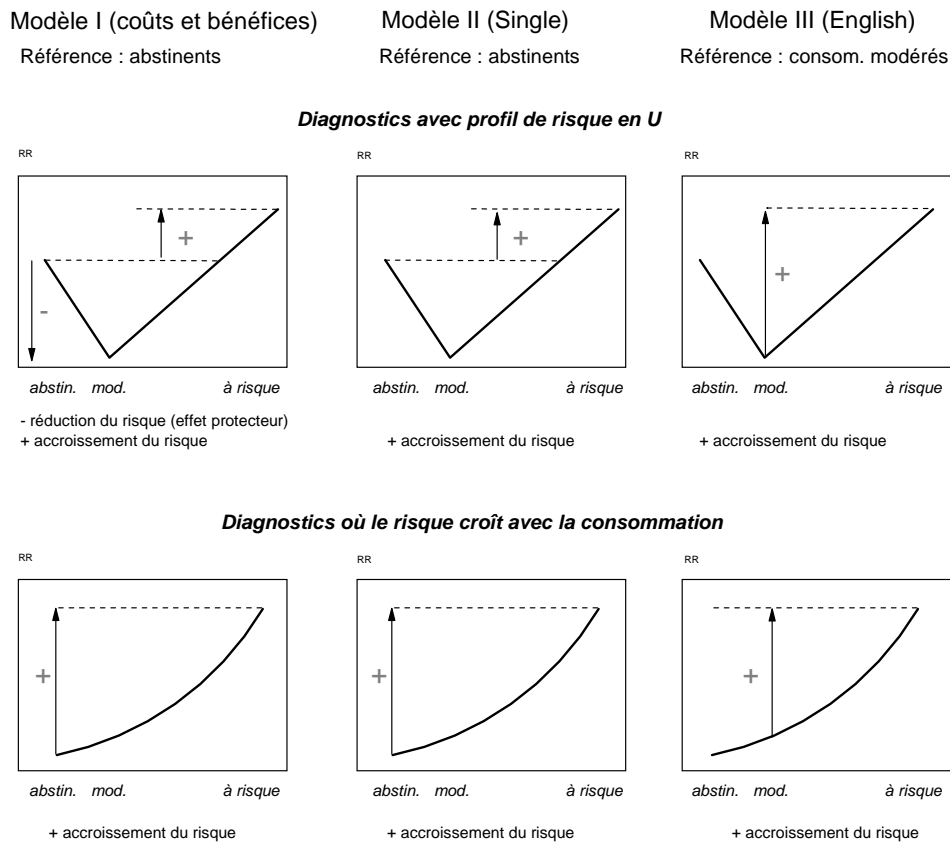 Modèle I (coûts et bénéfices) Modèle II (Single) Modèle III (English)
Référence : abstinents Référence : abstinents Référence : consom. modérés
Diagnostics avec profil de risque en U
RR RR RR
+ + +
-
abstin. mod. à risque abstin. mod. à risque abstin. mod. à risque
- réduction du risque (effet protecteur)
+ accroissement du risque + accroissement du risque + accroissement du risque
Diagnostics où le risque croît avec la consommation
RR RR RR
+ + +
abstin. mod. à risque abstin. mod. à risque abstin. mod. à risque
+ accroissement du risque + accroissement du risque + accroissement du risque